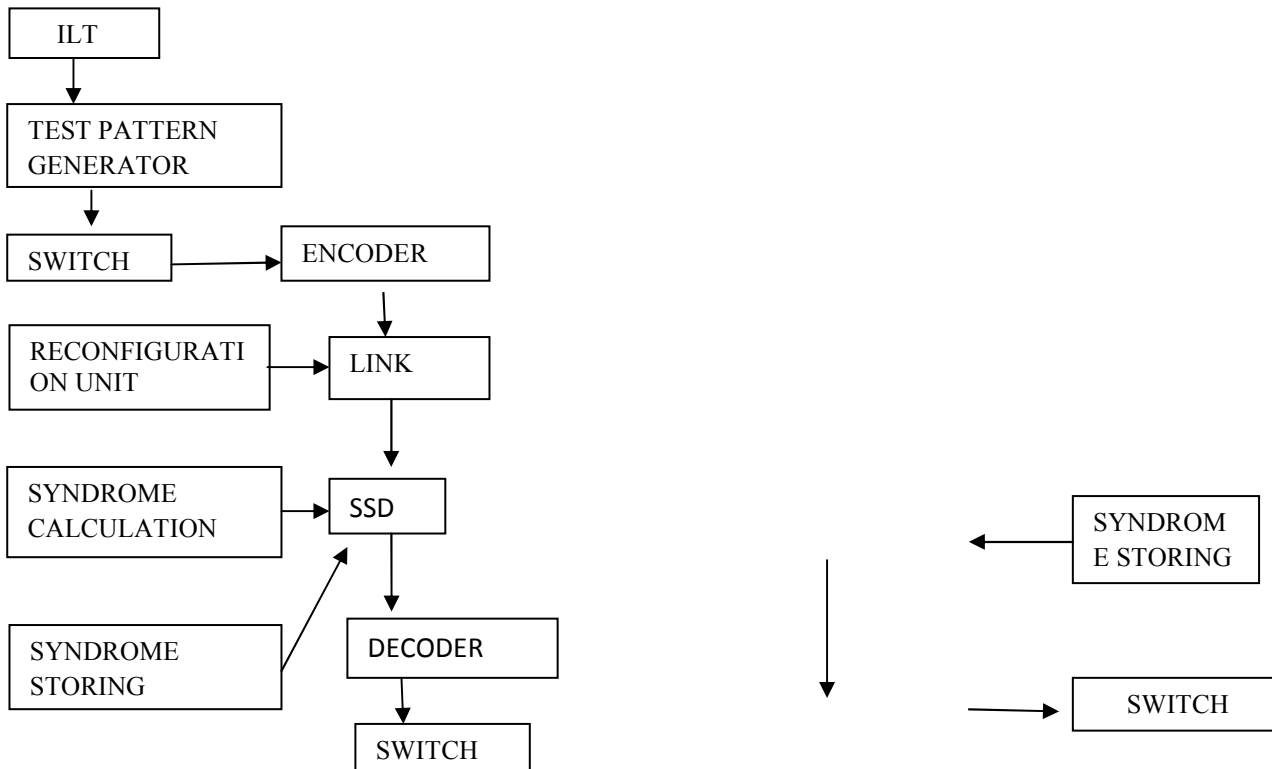 ILT
TEST PATTERN
GENERATOR
SWITCH
ENCODER
RECONFIGURATI
ON UNIT
LINK
SYNDROME
CALCULATION
SSD
SYNDROM
E STORING
SYNDROME
STORING
DECODER
SWITCH
SWITCH